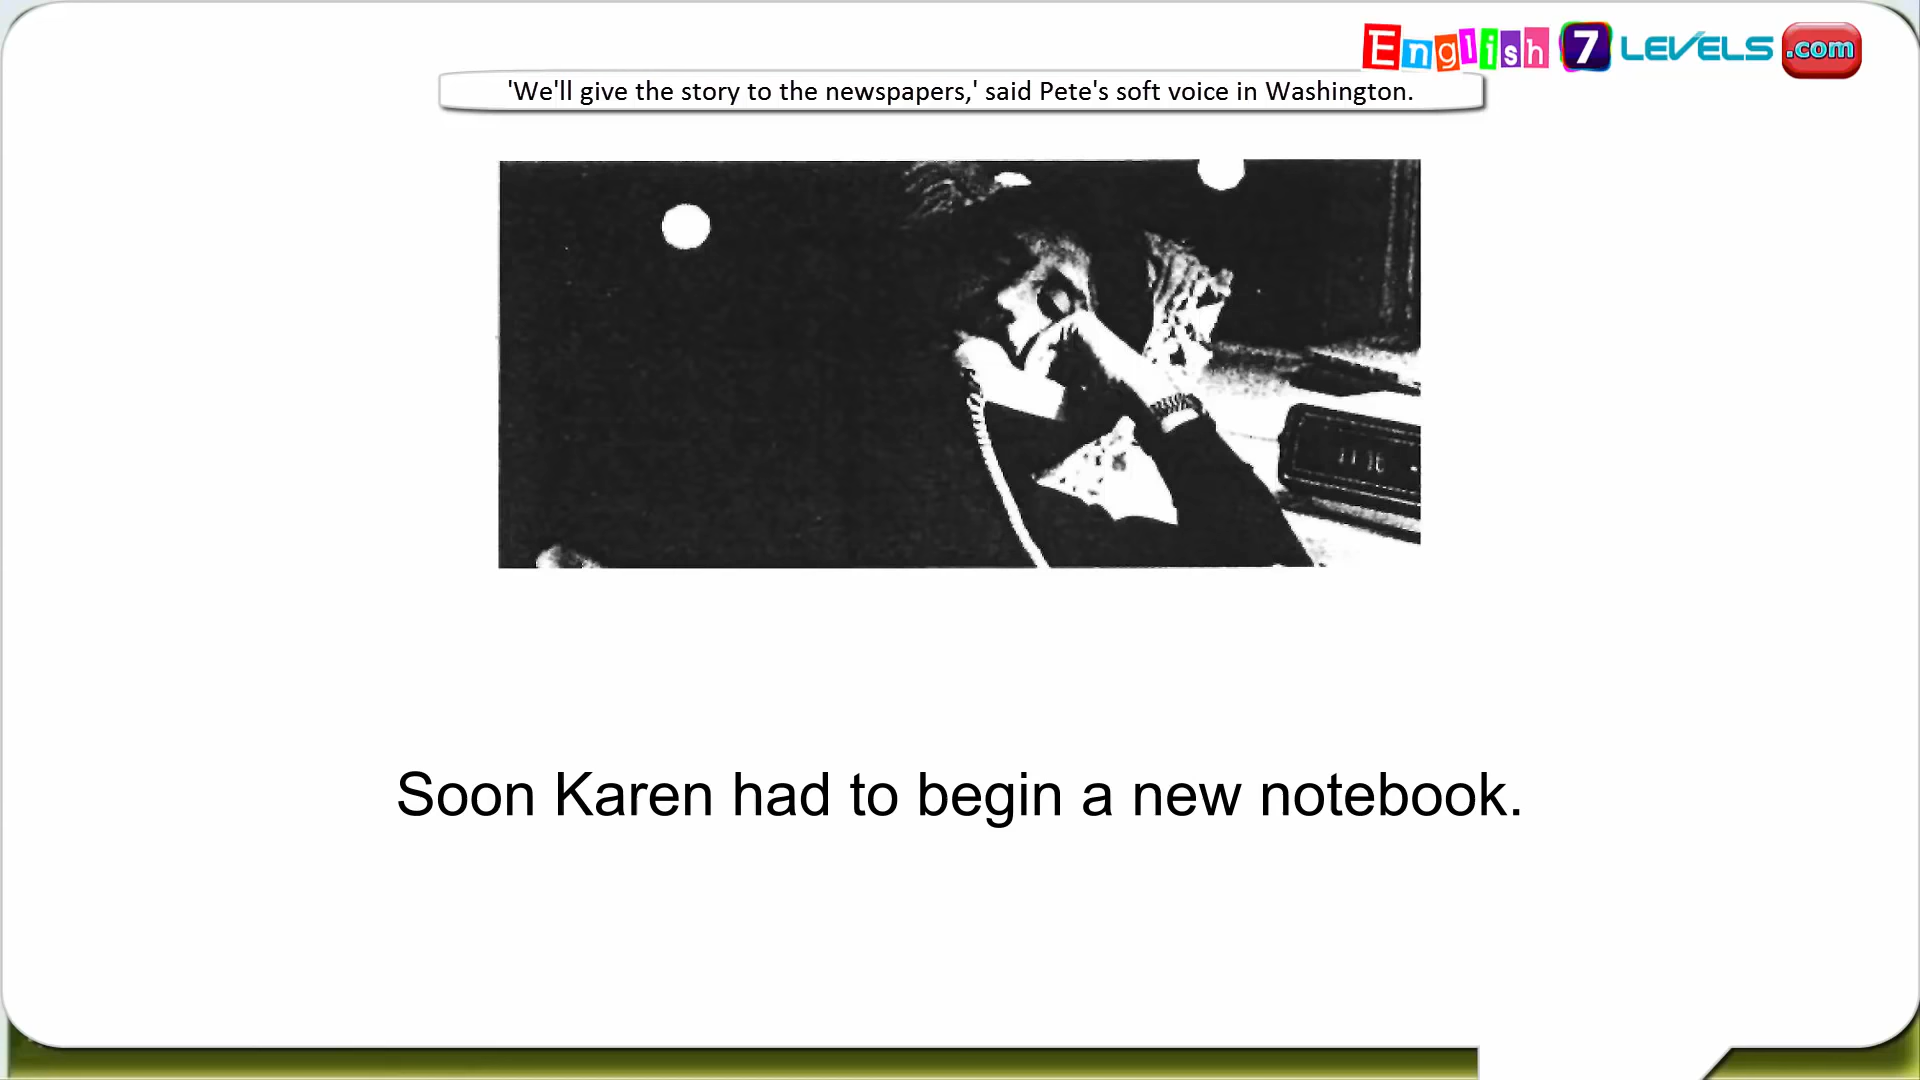 English 7 LEVELS .com
'We'll give the story to the newspapers,' said Pete's soft voice in Washington.
Soon Karen had to begin a new notebook.